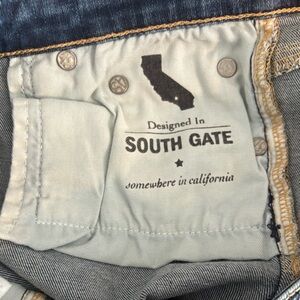 Designed In
SOUTH GATE
somewhere in california